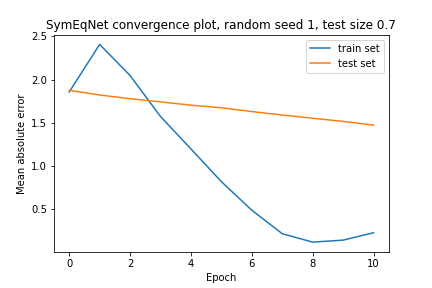 SymEqNet convergence plot, random seed 1, test size 0.7
train set
test set
Mean absolute error
2.5
2.0
1.5
1.0
0.5
0 2 4 6 8 10
Epoch